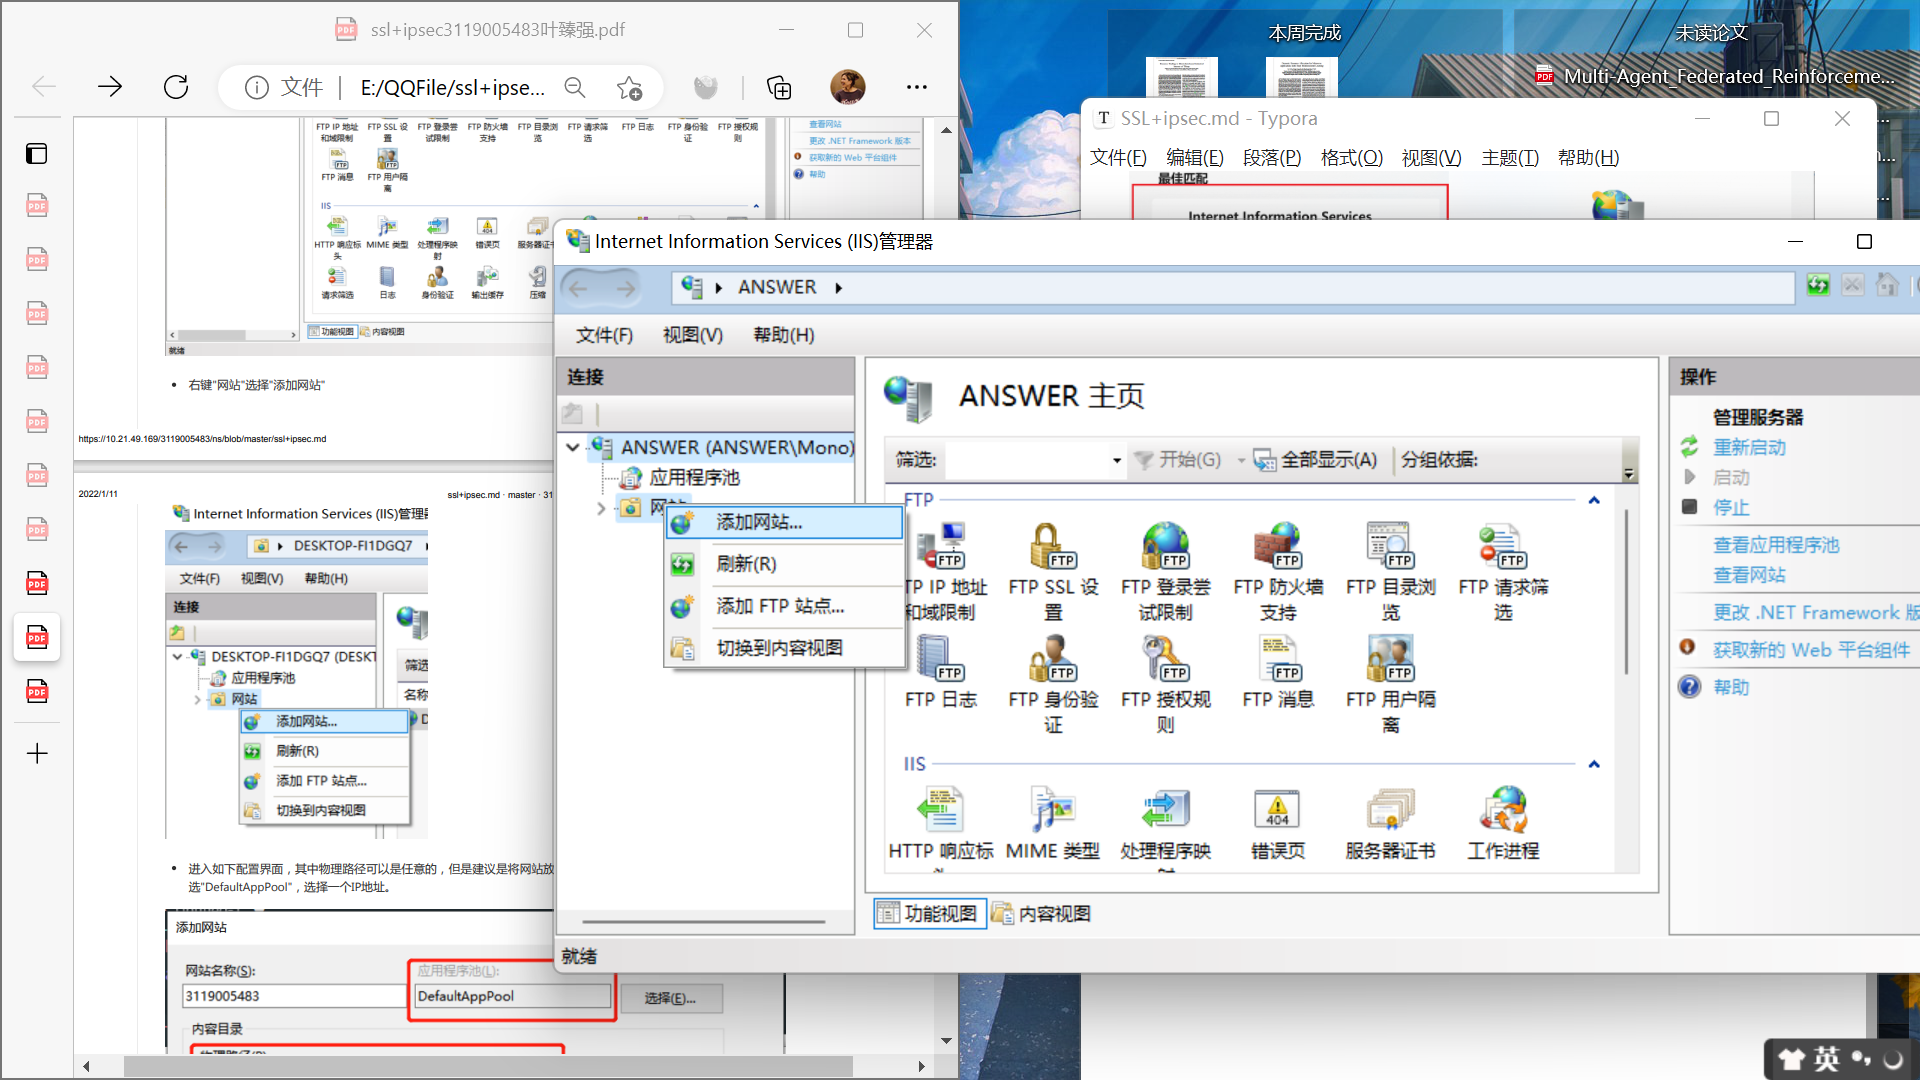 ssl+ipsec3119005483叶臻强.pdf
文件
E:/QQFile/ssl+ipse...
FTP IP 地址和域限制
FTP SSL 设置
FTP 登录尝试限制
FTP 防火墙支持
FTP 目录浏览
FTP 请求筛选
FTP 日志
FTP 身份验证
FTP 授权规则
FTP 消息
FTP 用户隔离
IIS
HTTP 响应标头
MIME 类型
处理程序映射
错误页
服务器证书
请求筛选
日志
身份验证
输出缓存
压缩
功能视图
内容视图
就绪
查看网站
更改 .NET Framework 版本
获取新的 Web 平台组件
帮助
• 右键"网站"选择"添加网站"
https://10.21.49.169/3119005483/ns/blob/master/ssl+ipsec.md
2022/1/11
ssl+ipsec.md · master · 31
Internet Information Services (IIS)管理
DESKTOP-FI1DGQ7
文件(F)
视图(V)
帮助(H)
连接
DESKTOP-FI1DGQ7 (DESKT
应用程序池
网站
筛选
名称
添加网站...
刷新(R)
添加 FTP 站点...
切换到内容视图
• 进入如下配置界面，其中物理路径可以是任意的，但是建议是将网站放
选"DefaultAppPool"，选择一个IP地址。
添加网站
网站名称(S):
应用程序池(L):
3119005483
DefaultAppPool
选择(E)...
内容目录
本周完成
未读论文
Multi-Agent_Federated_Reinforceme...
SSL+ipsec.md - Typora
文件(F)
编辑(E)
段落(P)
格式(O)
视图(V)
主题(T)
帮助(H)
最佳匹配
Internet Information Services
Internet Information Services (IIS)管理器
ANSWER
文件(F)
视图(V)
帮助(H)
连接
ANSWER (ANSWER\Mono)
应用程序池
网站
添加网站...
刷新(R)
添加 FTP 站点...
切换到内容视图
ANSWER 主页
筛选:
开始(G)
全部显示(A)
分组依据:
FTP
TP IP 地址
和域限制
FTP SSL 设
置
FTP 登录尝
试限制
FTP 防火墙
支持
FTP 目录浏
览
FTP 请求筛
选
FTP 日志
FTP 身份验
证
FTP 授权规
则
FTP 消息
FTP 用户隔
离
IIS
HTTP 响应标
MIME 类型
处理程序映
错误页
服务器证书
工作进程
功能视图
内容视图
就绪
操作
管理服务器
重新启动
启动
停止
查看应用程序池
查看网站
更改 .NET Framework 版
获取新的 Web 平台组件
帮助
英